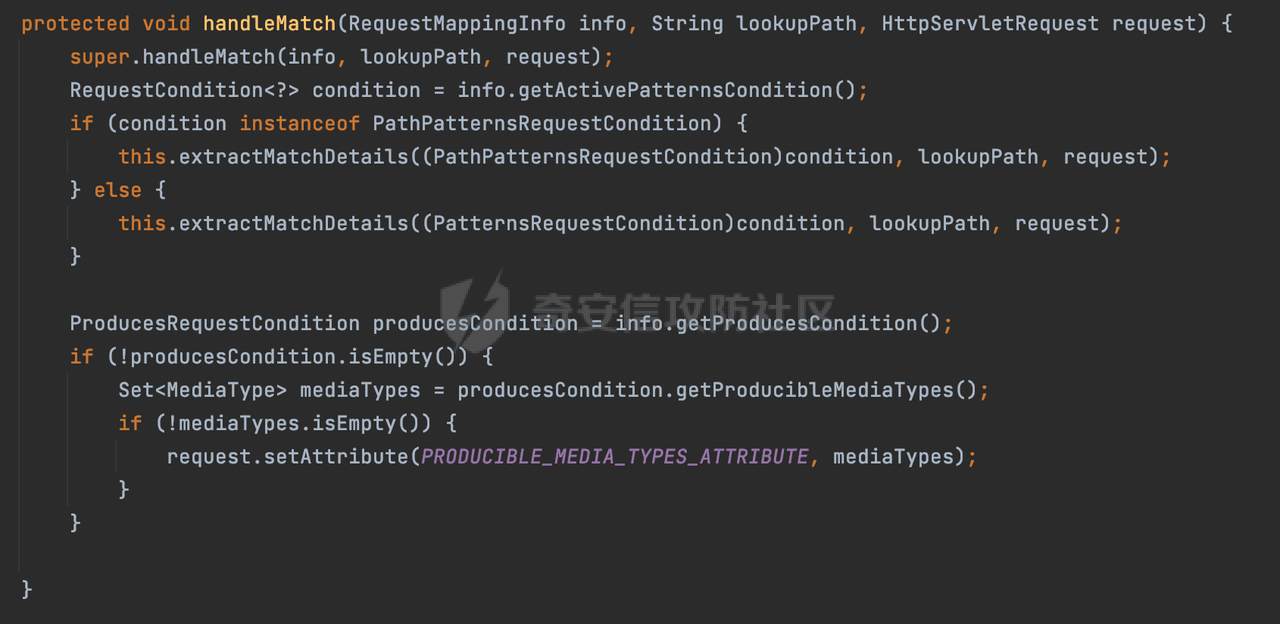 protected void handleMatch(RequestMappingInfo info, String lookupPath, HttpServletRequest request) {
    super.handleMatch(info, lookupPath, request);
    RequestCondition<?> condition = info.getActivePatternsCondition();
    if (condition instanceof PathPatternsRequestCondition) {
        this.extractMatchDetails((PathPatternsRequestCondition)condition, lookupPath, request);
    } else {
        this.extractMatchDetails((PatternsRequestCondition)condition, lookupPath, request);
    }
奇安信攻防社区
    ProducesRequestCondition producesCondition = info.getProducesCondition();
    if (!producesCondition.isEmpty()) {
        Set<MediaType> mediaTypes = producesCondition.getProducibleMediaTypes();
        if (!mediaTypes.isEmpty()) {
            request.setAttribute(PRODUCIBLE_MEDIA_TYPES_ATTRIBUTE, mediaTypes);
        }
    }
}